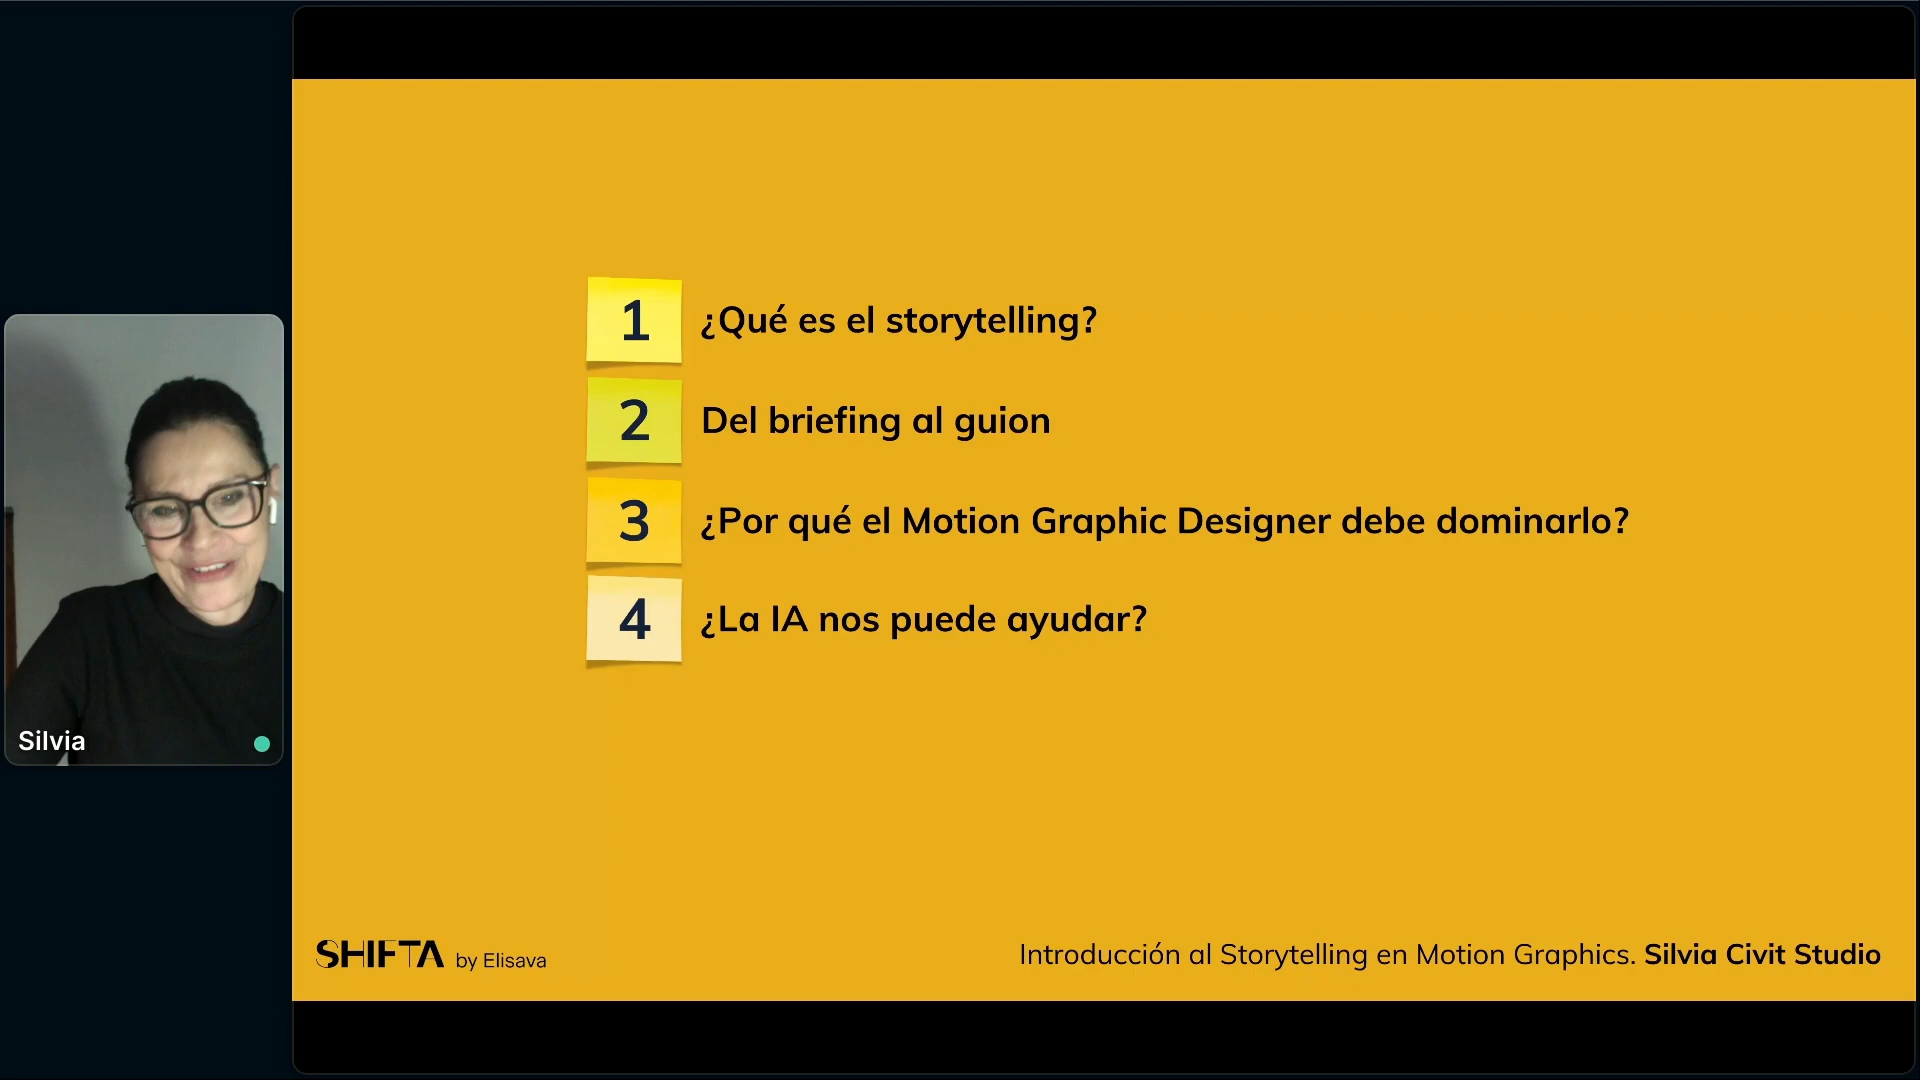 1 ¿Qué es el storytelling?
2 Del briefing al guion
3 ¿Por qué el Motion Graphic Designer debe dominarlo?
4 ¿La IA nos puede ayudar?
Silvia
SHIFTA by Elisava
Introducción al Storytelling en Motion Graphics. Silvia Civit Studio